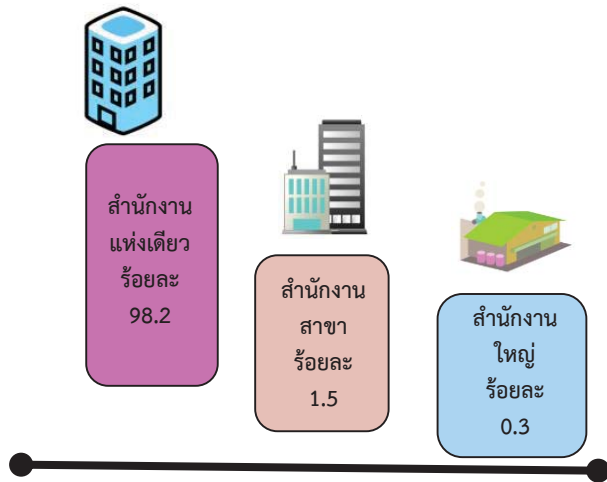 สำนักงาน
แห่งเดียว
ร้อยละ
98.2
สำนักงาน
สาขา
ร้อยละ
1.5
สำนักงาน
ใหญ่
ร้อยละ
0.3